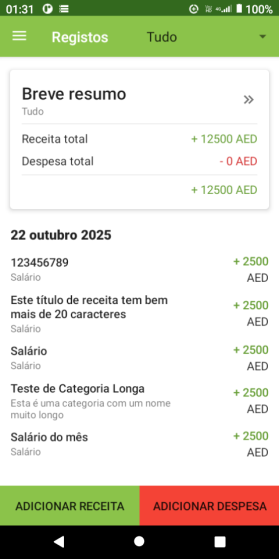 01:31 100%
Registos Tudo
Breve resumo
Tudo
Receita total + 12500 AED
Despesa total - 0 AED
+ 12500 AED
22 outubro 2025
123456789 + 2500
Salário AED
Este título de receita tem bem + 2500
mais de 20 caracteres AED
Salário
Salário + 2500
Salário AED
Teste de Categoria Longa + 2500
Esta é uma categoria com um nome AED
muito longo
Salário do mês + 2500
Salário AED
ADICIONAR RECEITA ADICIONAR DESPESA